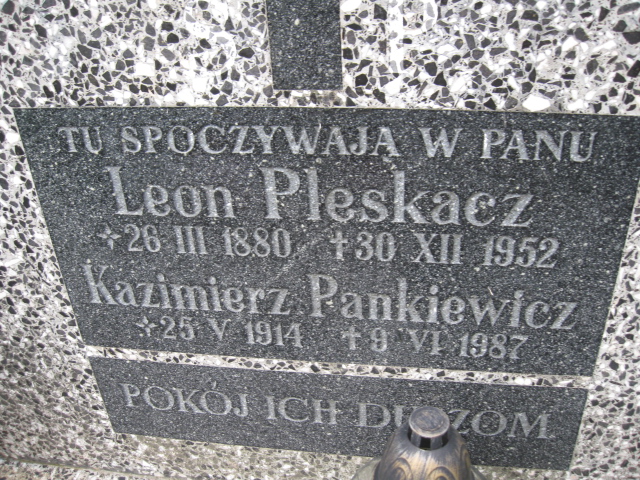 TU SPOCZYWAJĄ W PANU
Leon Pleskacz
✢26 III 1880 ✝30 XII 1952
Kazimierz Pankiewicz
✢25 V 1914 ✝9 VI 1987
POKÓJ ICH